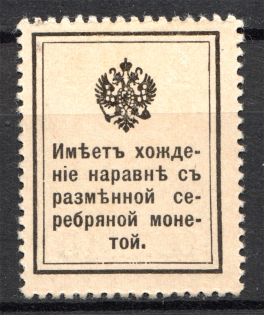 Имѣетъ хожде-
ніе наравнѣ съ
размѣнной се-
ребряной моне-
той.